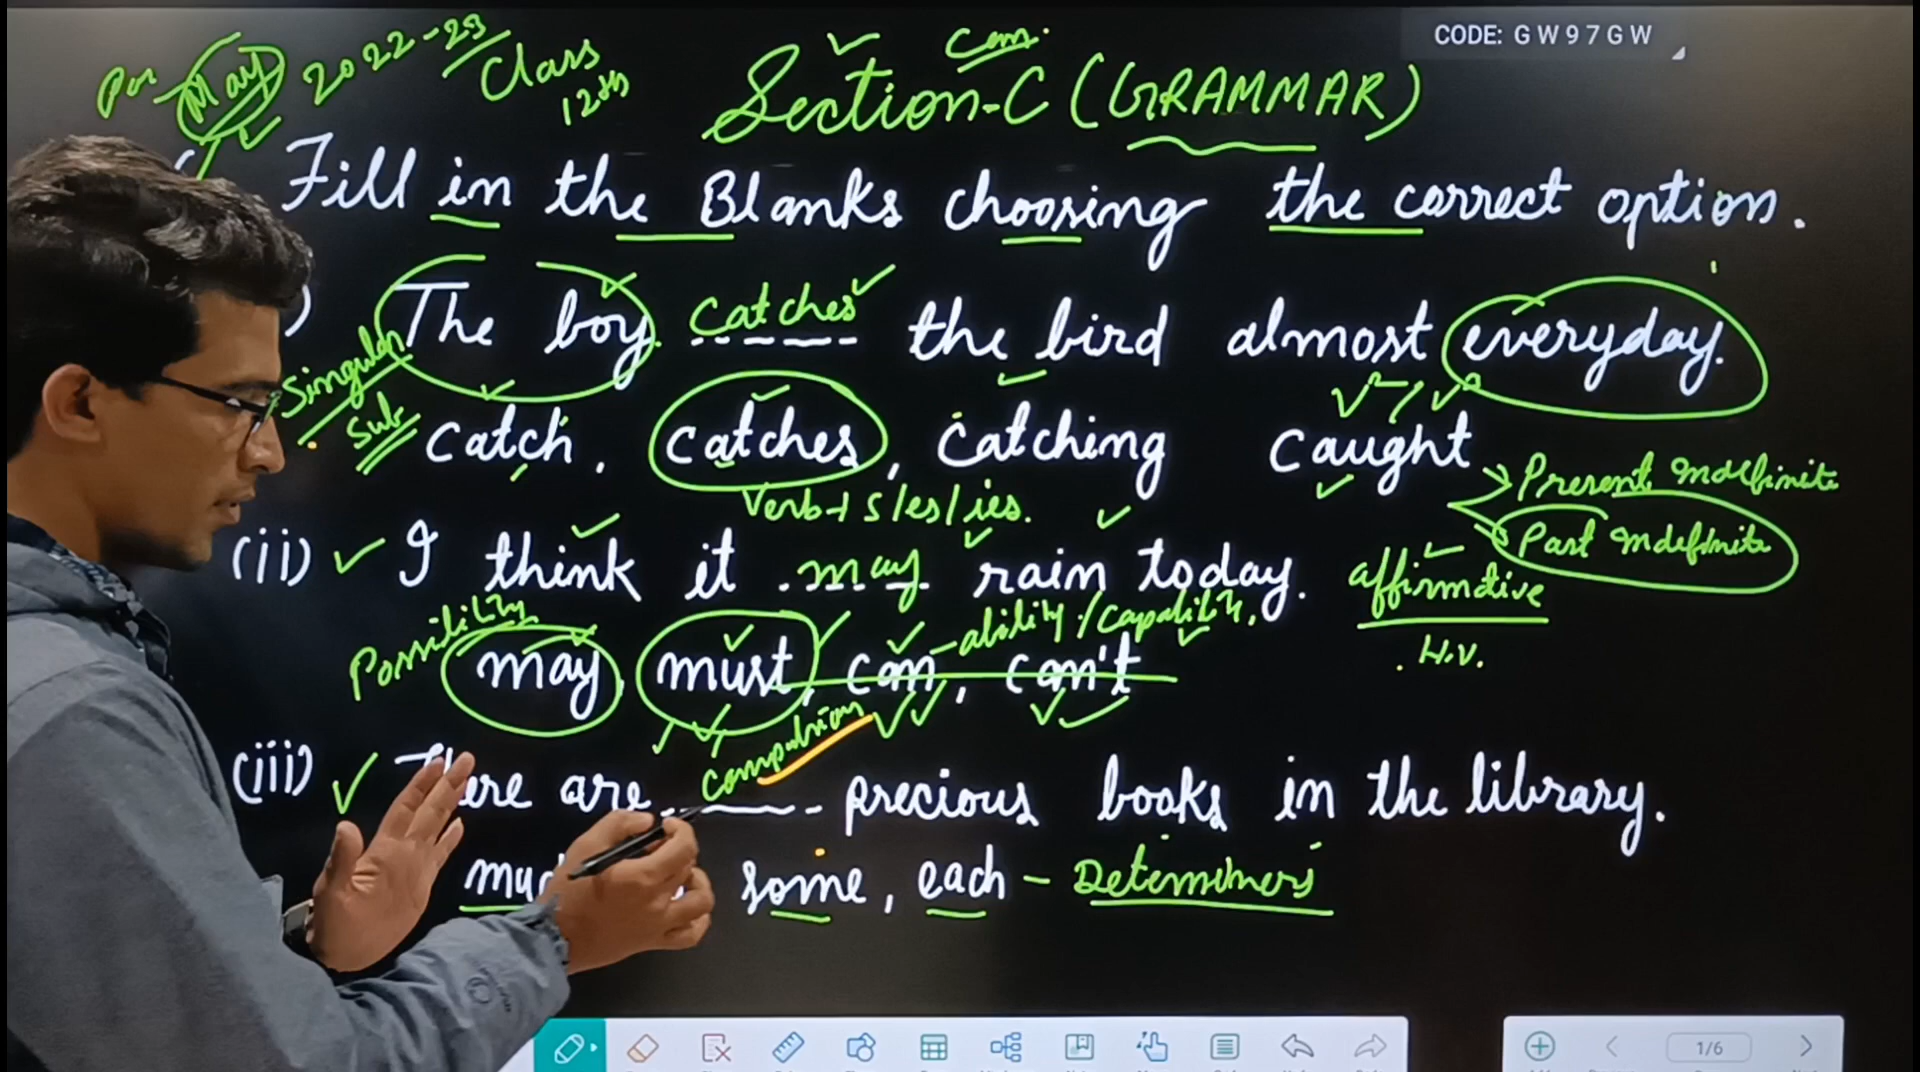 CODE: GW97GW
May 2022-23 Class 12th
Section-C (GRAMMAR)
Fill in the Blanks choosing the correct option.
The boy catches the bird almost everyday.
Singular Sub
catch, catches, catching caught
Verb+s/es/ies.
Present Indefinite
Past Indefinite
(ii) I think it may rain today.
affirmative
H.V.
Possibility
ability/capability.
may, must, can, can't
(iii) There are ------ precious books in the library.
some, each - Determiners
1/6